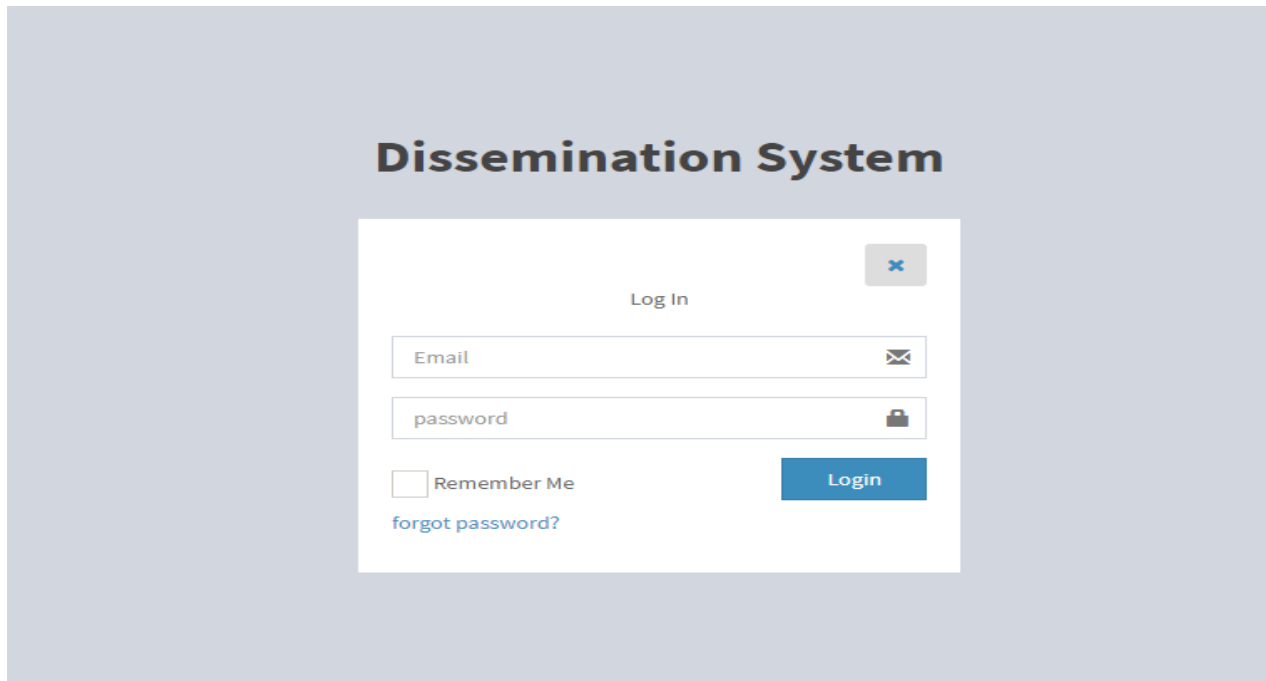 Dissemination System
Log In
Email
password
Remember Me
Login
forgot password?